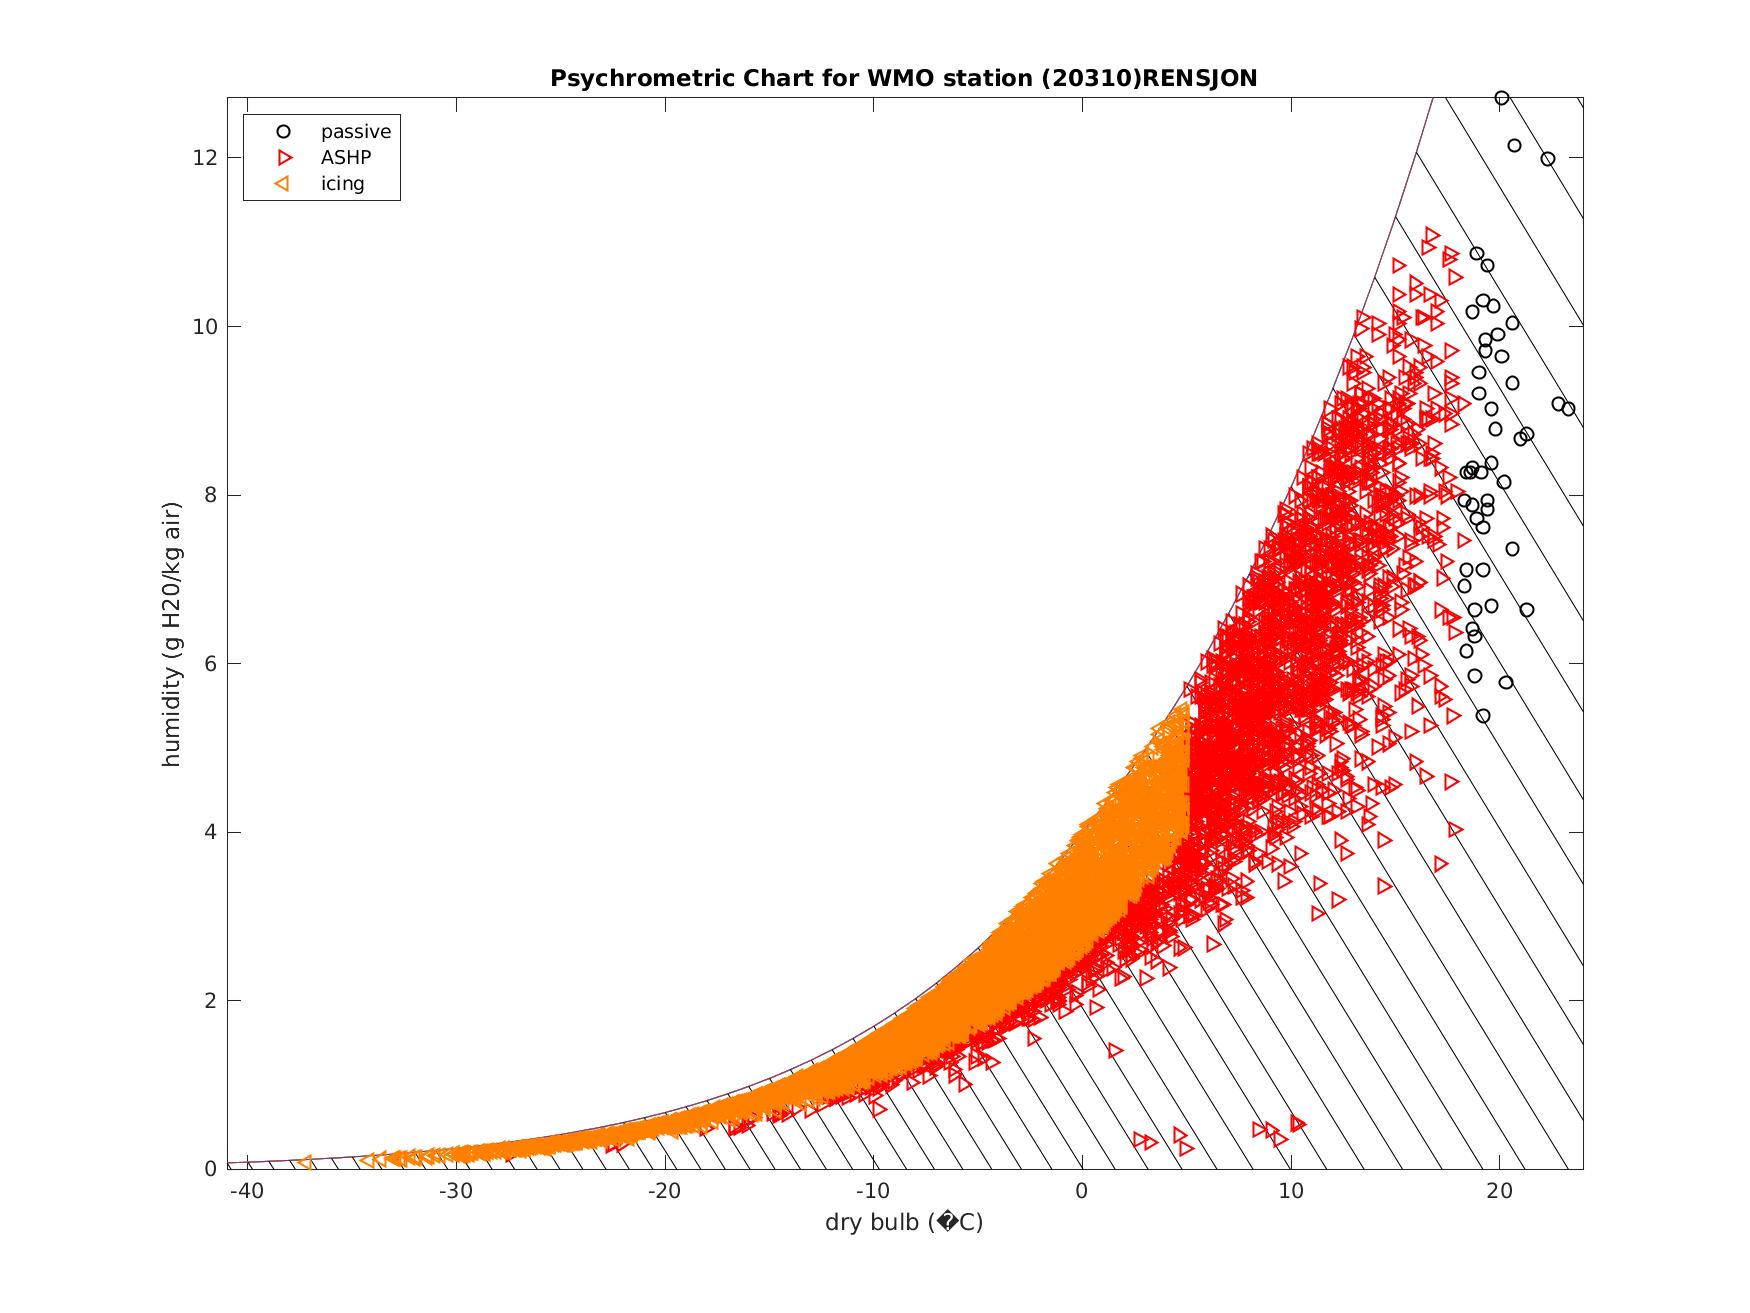 Psychrometric Chart for WMO station (20310)RENSJON
passive
ASHP
icing
12
10
8
6
4
2
0
humidity (g H20/kg air)
-40 -30 -20 -10 0 10 20
dry bulb (�C)